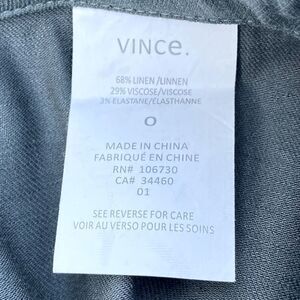 VINCE.
68% LINEN/LINNEN
29% VISCOSE/VISCOSE
3% ELASTANE/ELASTHANNE
0
MADE IN CHINA
FABRIQUÉ EN CHINE
RN# 106730
CA# 34460
01
SEE REVERSE FOR CARE
VOIR AU VERSO POUR LES SOINS